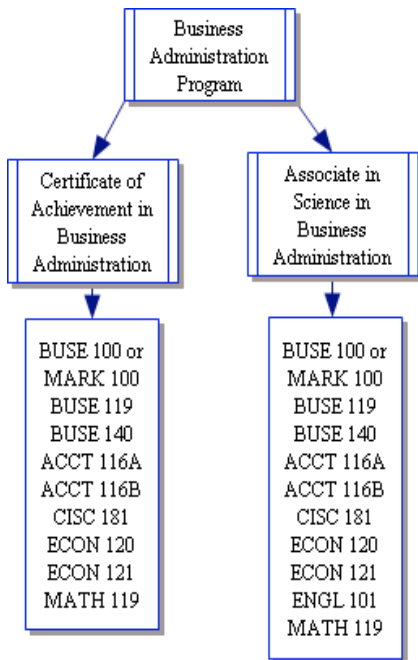 Business
Administration
Program
Certificate of
Achievement in
Business
Administration
Associate in
Science in
Business
Administration
BUSE 100 or
MARK 100
BUSE 119
BUSE 140
ACCT 116A
ACCT 116B
CISC 181
ECON 120
ECON 121
MATH 119
BUSE 100 or
MARK 100
BUSE 119
BUSE 140
ACCT 116A
ACCT 116B
CISC 181
ECON 120
ECON 121
ENGL 101
MATH 119